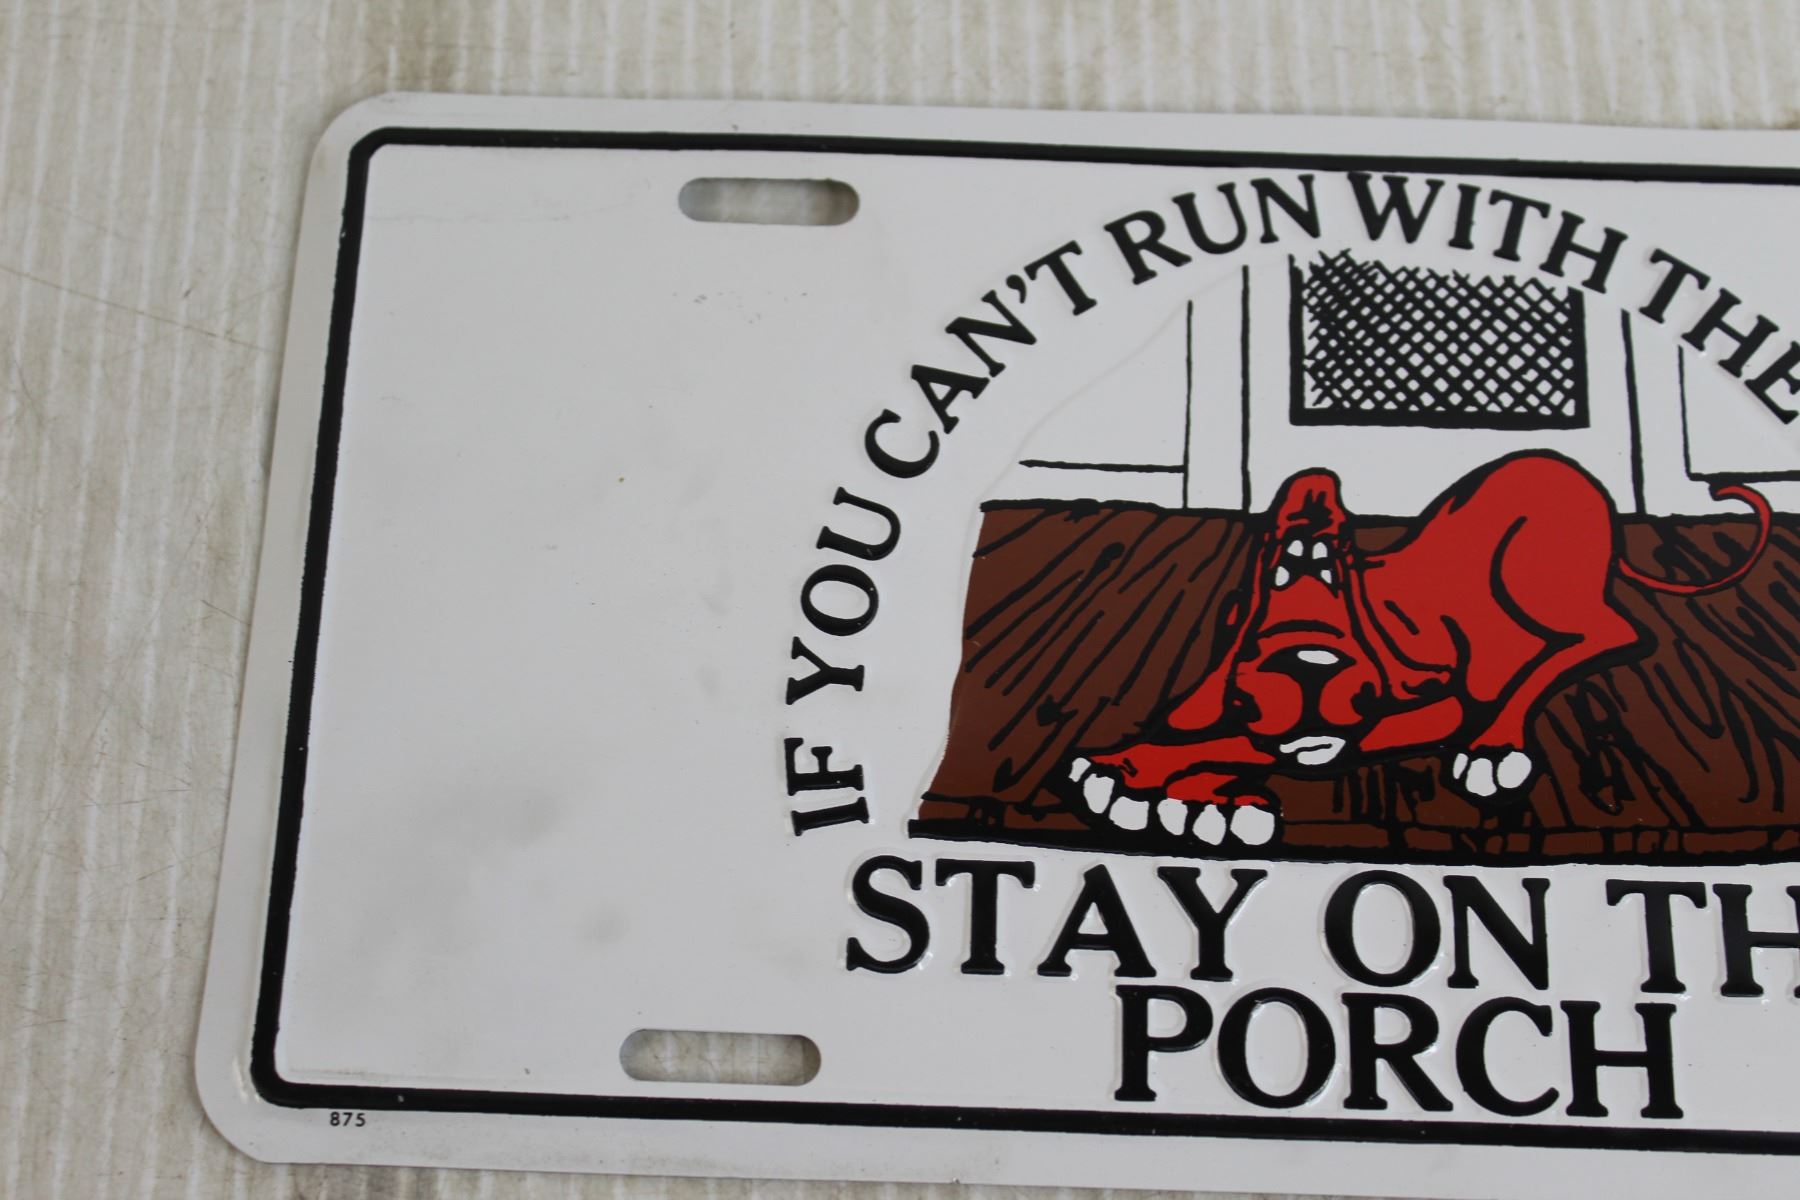 IF YOU CAN'T RUN WITH THE
STAY ON TH
PORCH
875